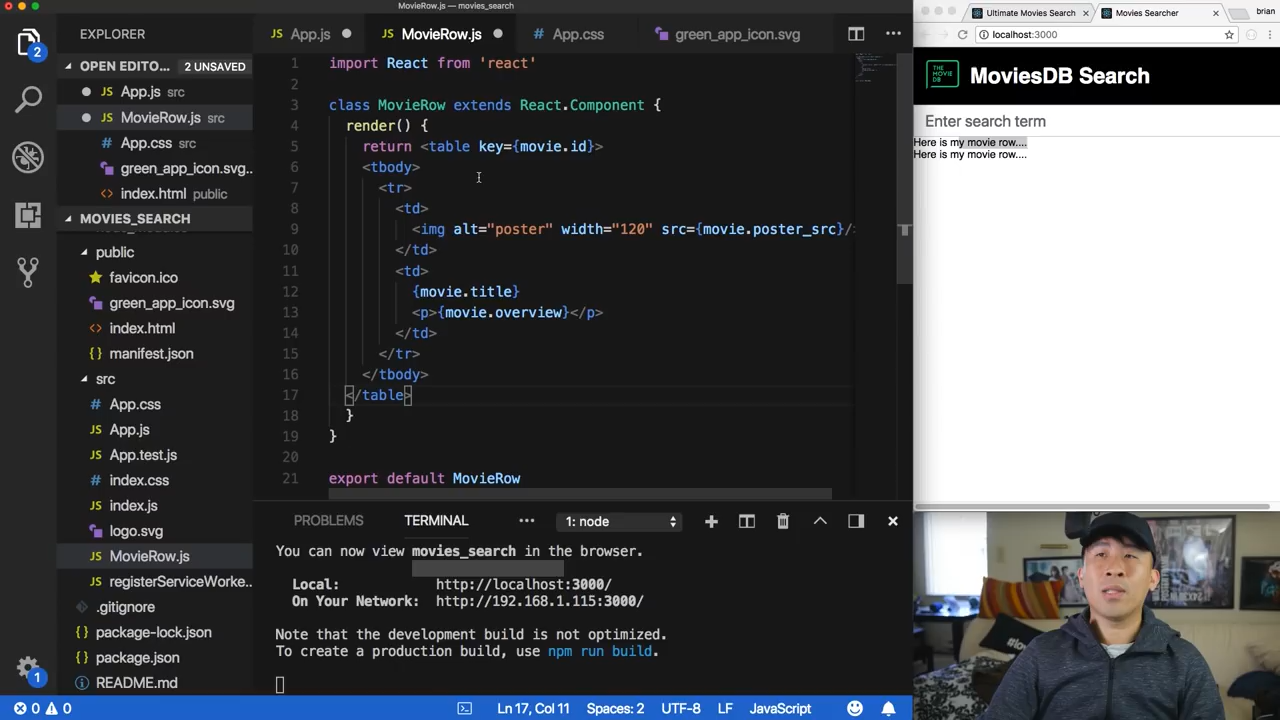 MovieRow.js — movies_search
EXPLORER
OPEN EDITO... 2 UNSAVED
App.js src
MovieRow.js src
App.css src
green_app_icon.svg...
index.html public
MOVIES_SEARCH
public
favicon.ico
green_app_icon.svg
index.html
manifest.json
src
App.css
App.js
App.test.js
index.css
index.js
logo.svg
MovieRow.js
registerServiceWorke...
.gitignore
package-lock.json
package.json
README.md
App.js
MovieRow.js
App.css
green_app_icon.svg
1 import React from 'react'
2
3 class MovieRow extends React.Component {
4 render() {
5 return <table key={movie.id}>
6 <tbody>
7 <tr>
8 <td>
9 <img alt="poster" width="120" src={movie.poster_src}/
10 </td>
11 <td>
12 {movie.title}
13 <p>{movie.overview}</p>
14 </td>
15 </tr>
16 </tbody>
17 </table>
18 }
19 }
20
21 export default MovieRow
PROBLEMS TERMINAL ... 1: node
You can now view movies_search in the browser.
Local: http://localhost:3000/
On Your Network: http://192.168.1.115:3000/
Note that the development build is not optimized.
To create a production build, use npm run build.
0 0 Ln 17, Col 11 Spaces: 2 UTF-8 LF JavaScript
2
1
Ultimate Movies Search
Movies Searcher
brian
localhost:3000
THE
MOVIE
DB
MoviesDB Search
Enter search term
Here is my movie row....
Here is my movie row....